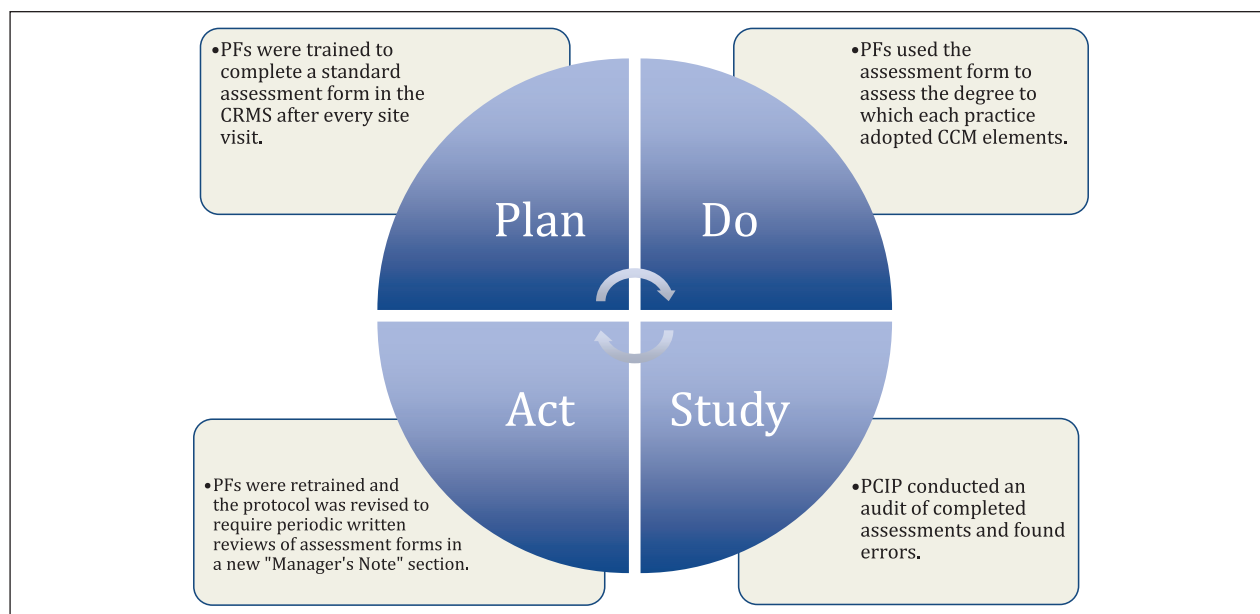 •PFs were trained to
complete a standard
assessment form in the
CRMS after every site
visit.
•PFs used the
assessment form to
assess the degree to
which each practice
adopted CCM elements.
Plan
Do
Act
Study
•PFs were retrained and
the protocol was revised to
require periodic written
reviews of assessment forms in
a new "Manager's Note" section.
•PCIP conducted an
audit of completed
assessments and found
errors.